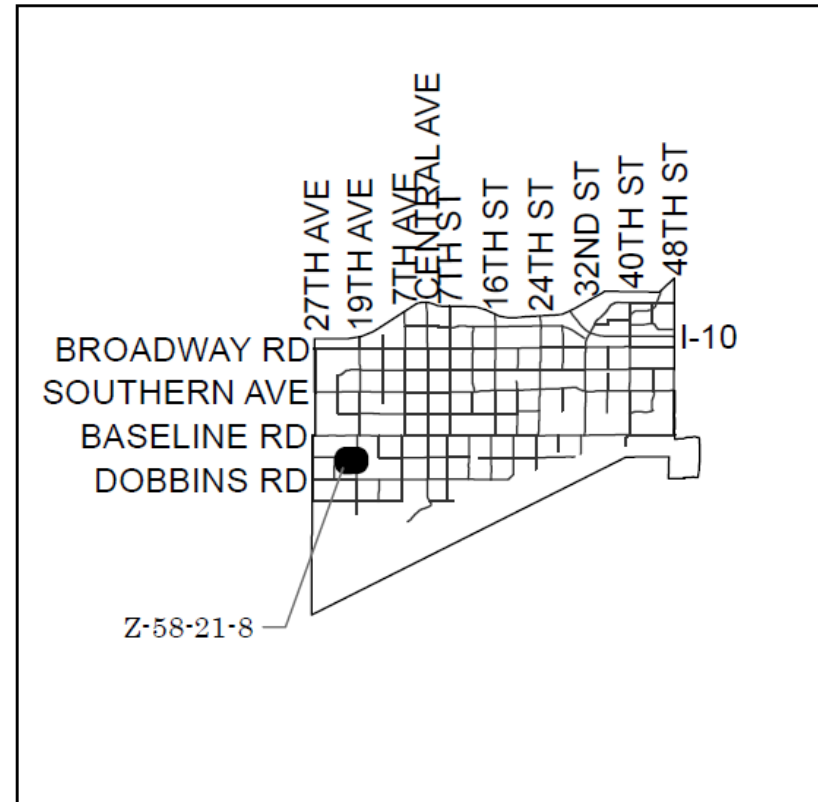 27TH AVE
19TH AVE
7TH AVE
CENTRAL AVE
7TH ST
16TH ST
24TH ST
32ND ST
40TH ST
48TH ST
I-10
BROADWAY RD
SOUTHERN AVE
BASELINE RD
DOBBINS RD
Z-58-21-8